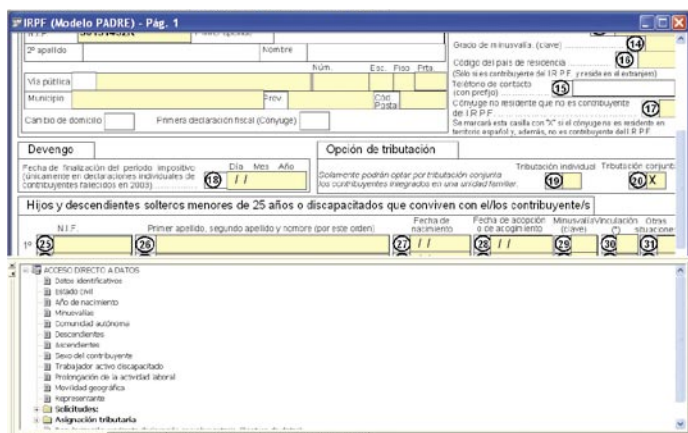 IRPF (Modelo PADRE) - Pág. 1
N.I.F.
2º apellido Nombre
Núm. Esc. Piso Prta.
Vía pública
Municipio Prov. Cód. Postal
Cambio de domicilio Primera declaración fiscal (Cónyuge)
Grado de minusvalía. (clave) 14
Código del país de residencia 16
(Sólo si es contribuyente del I.R.P.F. y reside en el extranjero)
Teléfono de contacto (con prefijo) 15
Cónyuge no residente que no es contribuyente
de I.R.P.F. 17
Se marcará esta casilla con "X" si el cónyuge no es residente en
territorio español y, además, no es contribuyente del I.R.P.F.
Devengo
Opción de tributación
Fecha de finalización del período impositivo Día Mes Año
(únicamente en declaraciones individuales de 18 / /
contribuyentes fallecidos en 2003)
Tributación individual Tributación conjunta
Solamente podrán optar por tributación conjunta
los contribuyentes integrados en una unidad familiar. 19 20 X
Hijos y descendientes solteros menores de 25 años o discapacitados que conviven con el/los contribuyente/s
N.I.F. Primer apellido, segundo apellido y nombre (por este orden) Fecha de nacimiento Fecha de adopción o de acogimiento Minusvalía (clave) Vinculación (*) Otras situacione
1º 25 26 27 / / 28 / / 29 30 31
ACCESO DIRECTO A DATOS
Datos identificativos
Estado civil
Año de nacimiento
Minusvalías
Comunidad autónoma
Descendientes
Ascendientes
Sexo del contribuyente
Trabajador activo discapacitado
Prolongación de la actividad laboral
Movilidad geográfica
Representante
Solicitudes:
Asignación tributaria